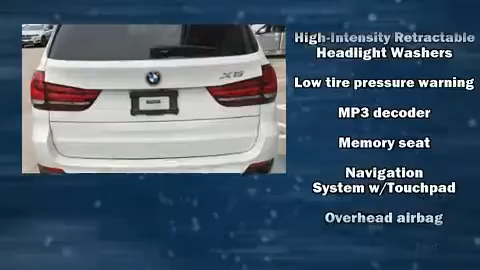 X5
High-Intensity Retractable
Headlight Washers
Low tire pressure warning
MP3 decoder
Memory seat
Navigation
System w/Touchpad
Overhead airbag